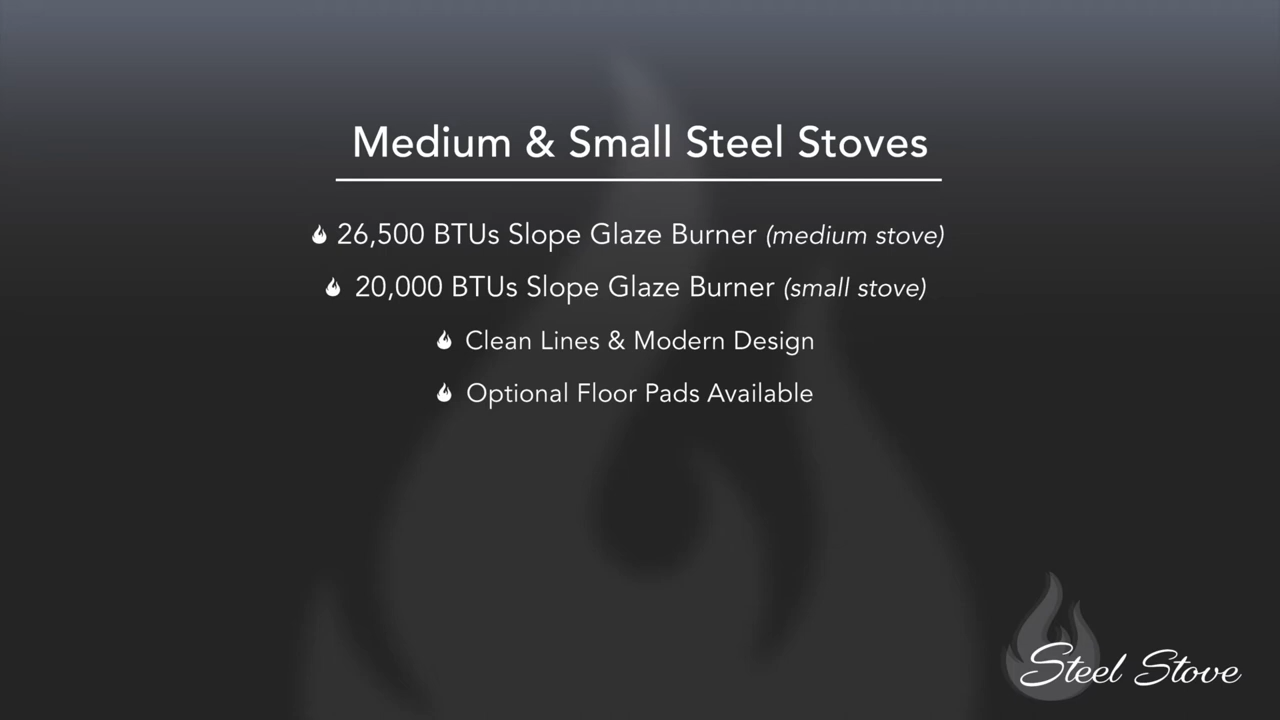 Medium & Small Steel Stoves
26,500 BTUs Slope Glaze Burner (medium stove)
20,000 BTUs Slope Glaze Burner (small stove)
Clean Lines & Modern Design
Optional Floor Pads Available
Steel Stove